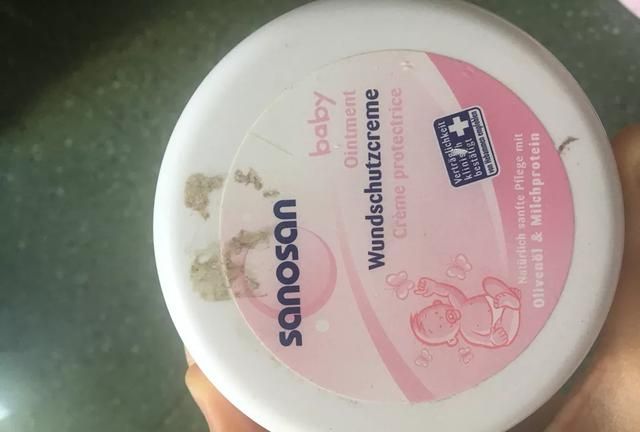 sanosan
baby
Ointment
Wundschutzcreme
Crème protectrice
Verträglichkeit
klinisch
bestätigt
Natürlich sanfte Pflege mit
Olivenöl & Milchprotein